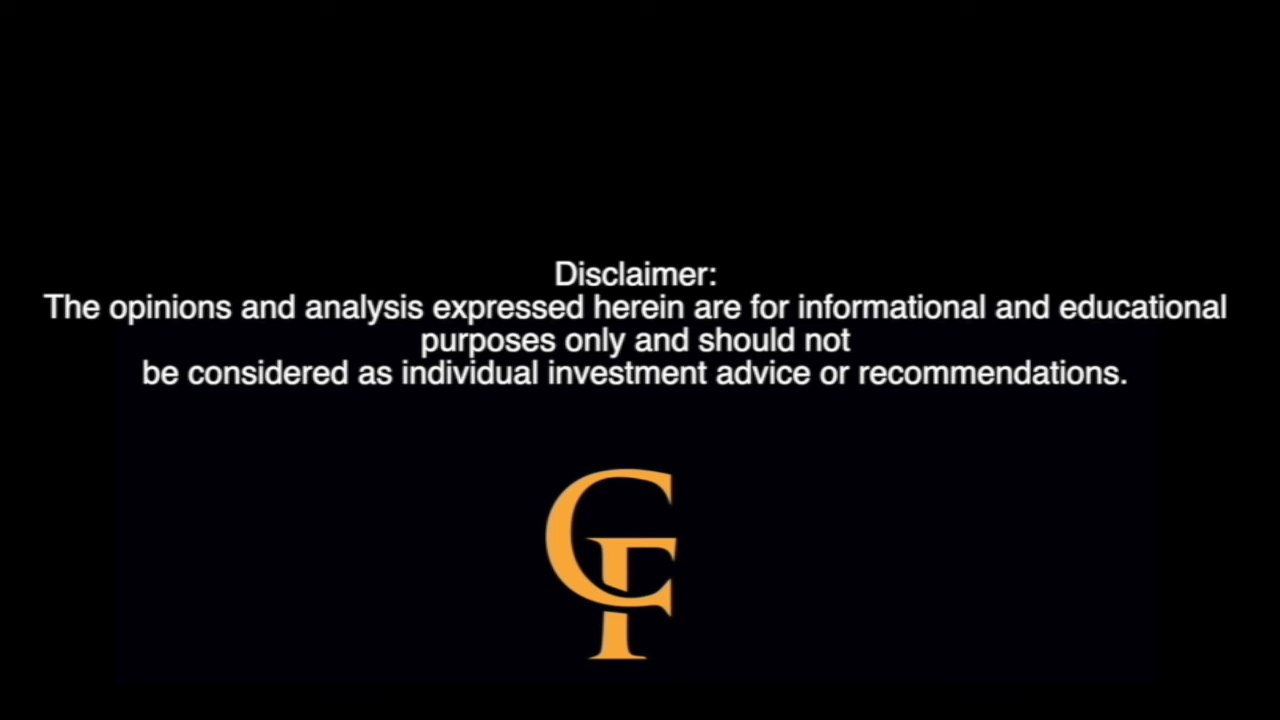 Disclaimer:
The opinions and analysis expressed herein are for informational and educational
purposes only and should not
be considered as individual investment advice or recommendations.
CF